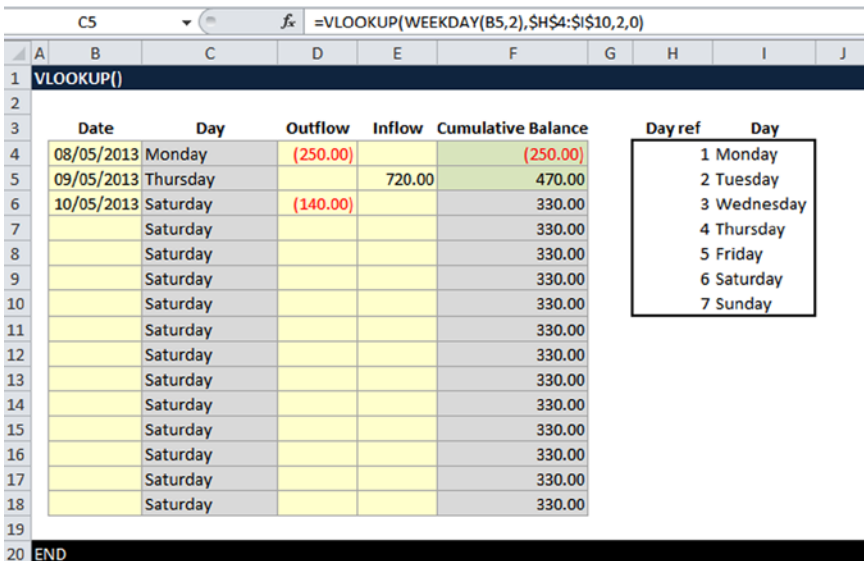 C5 fx =VLOOKUP(WEEKDAY(B5,2),$H$4:$I$10,2,0)
A B C D E F G H I J
1 VLOOKUP()
2
3 Date Day Outflow Inflow Cumulative Balance Day ref Day
4 08/05/2013 Monday (250.00) (250.00) 1 Monday
5 09/05/2013 Thursday 720.00 470.00 2 Tuesday
6 10/05/2013 Saturday (140.00) 330.00 3 Wednesday
7 Saturday 330.00 4 Thursday
8 Saturday 330.00 5 Friday
9 Saturday 330.00 6 Saturday
10 Saturday 330.00 7 Sunday
11 Saturday 330.00
12 Saturday 330.00
13 Saturday 330.00
14 Saturday 330.00
15 Saturday 330.00
16 Saturday 330.00
17 Saturday 330.00
18 Saturday 330.00
19
20 END